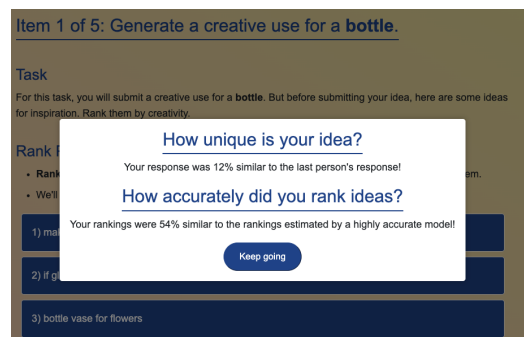 Item 1 of 5: Generate a creative use for a bottle.
Task
For this task, you will submit a creative use for a bottle. But before submitting your idea, here are some ideas
for inspiration. Rank them by creativity.
How unique is your idea?
Your response was 12% similar to the last person's response!
Rank
• Rank
How accurately did you rank ideas?
• We'll
Your rankings were 54% similar to the rankings estimated by a highly accurate model!
1)
Keep going
2) if
3) bottle vase for flowers